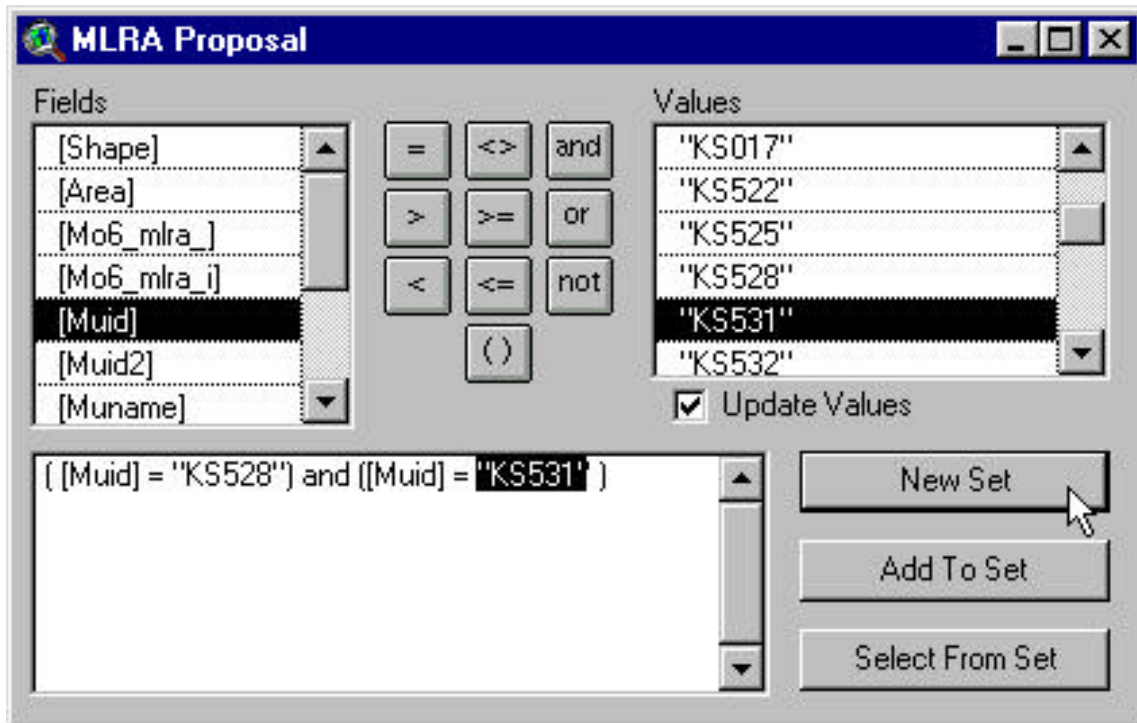 MLRA Proposal
Fields
Values
[Shape]
[Area]
[Mo6_mlra_]
[Mo6_mlra_i]
[Muid]
[Muid2]
[Muname]
= <> and
> >= or
< <= not
()
"KS017"
"KS522"
"KS525"
"KS528"
"KS531"
"KS532"
Update Values
( [Muid] = "KS528") and ([Muid] = "KS531" )
New Set
Add To Set
Select From Set